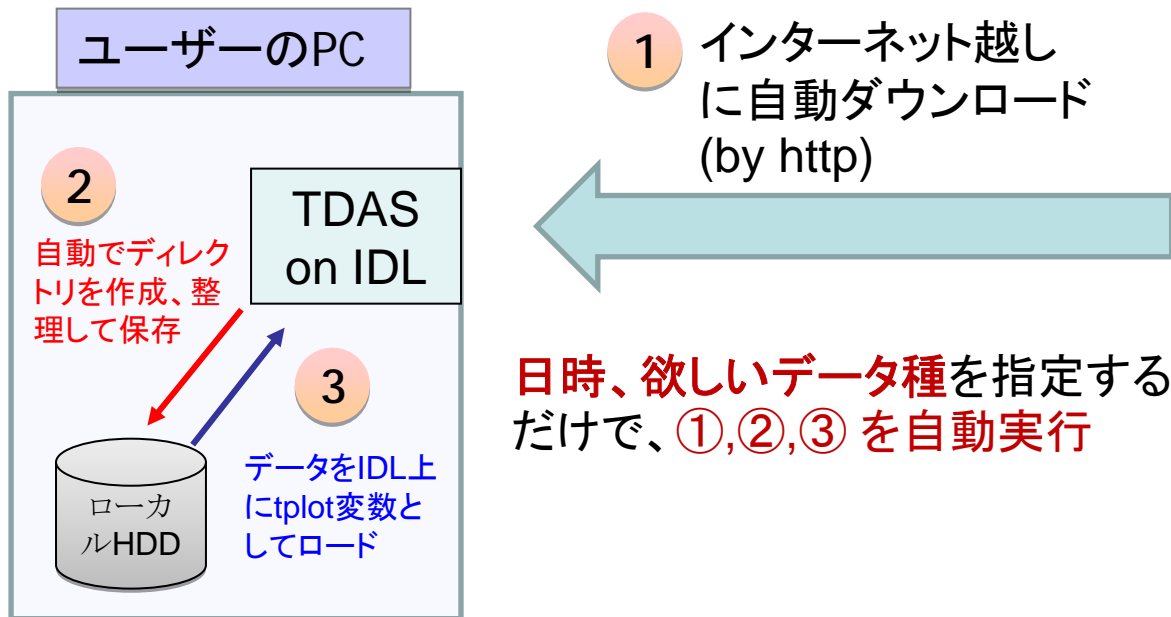 ユーザーのPC
1
インターネット越し
に自動ダウンロード
(by http)
2
自動でディレク
トリを作成、整
理して保存
TDAS
on IDL
3
データをIDL上
にtplot変数と
してロード
ローカ
ルHDD
日時、欲しいデータ種を指定する
だけで、①,②,③ を自動実行